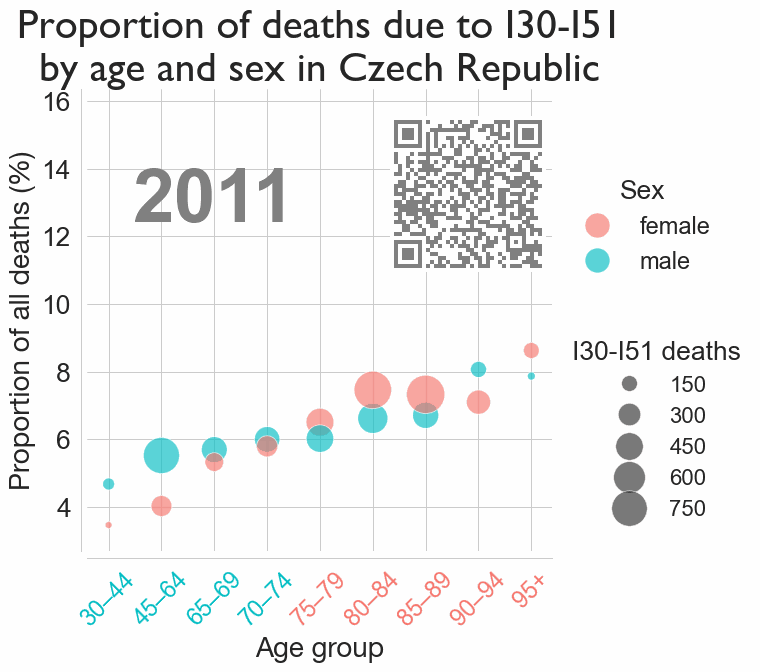 Proportion of deaths due to I30-I51
by age and sex in Czech Republic
Proportion of all deaths (%)
16
14
12
10
8
6
4
2011
Sex
female
male
I30-I51 deaths
150
300
450
600
750
30–44
45–64
65–69
70–74
75–79
80–84
85–89
90–94
95+
Age group